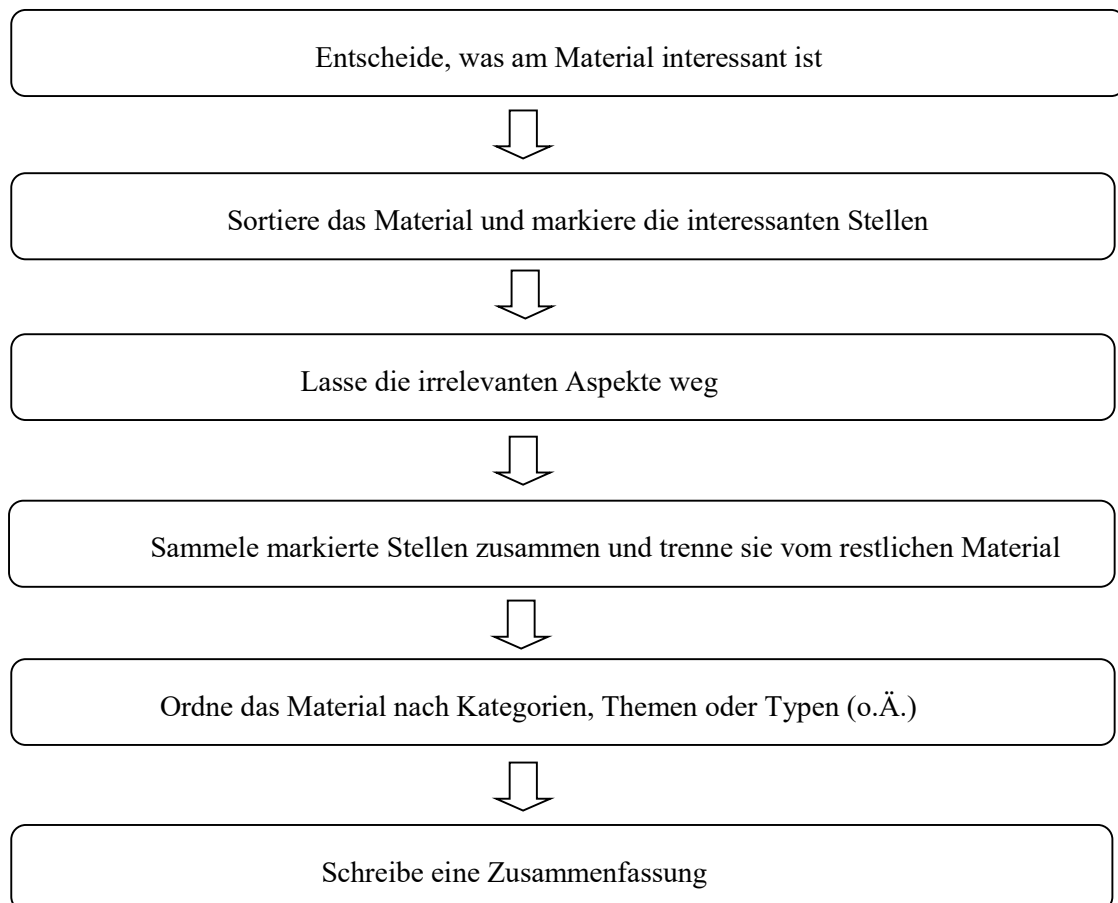 Entscheide, was am Material interessant ist
Sortiere das Material und markiere die interessanten Stellen
Lasse die irrelevanten Aspekte weg
Sammele markierte Stellen zusammen und trenne sie vom restlichen Material
Ordne das Material nach Kategorien, Themen oder Typen (o.Ä.)
Schreibe eine Zusammenfassung